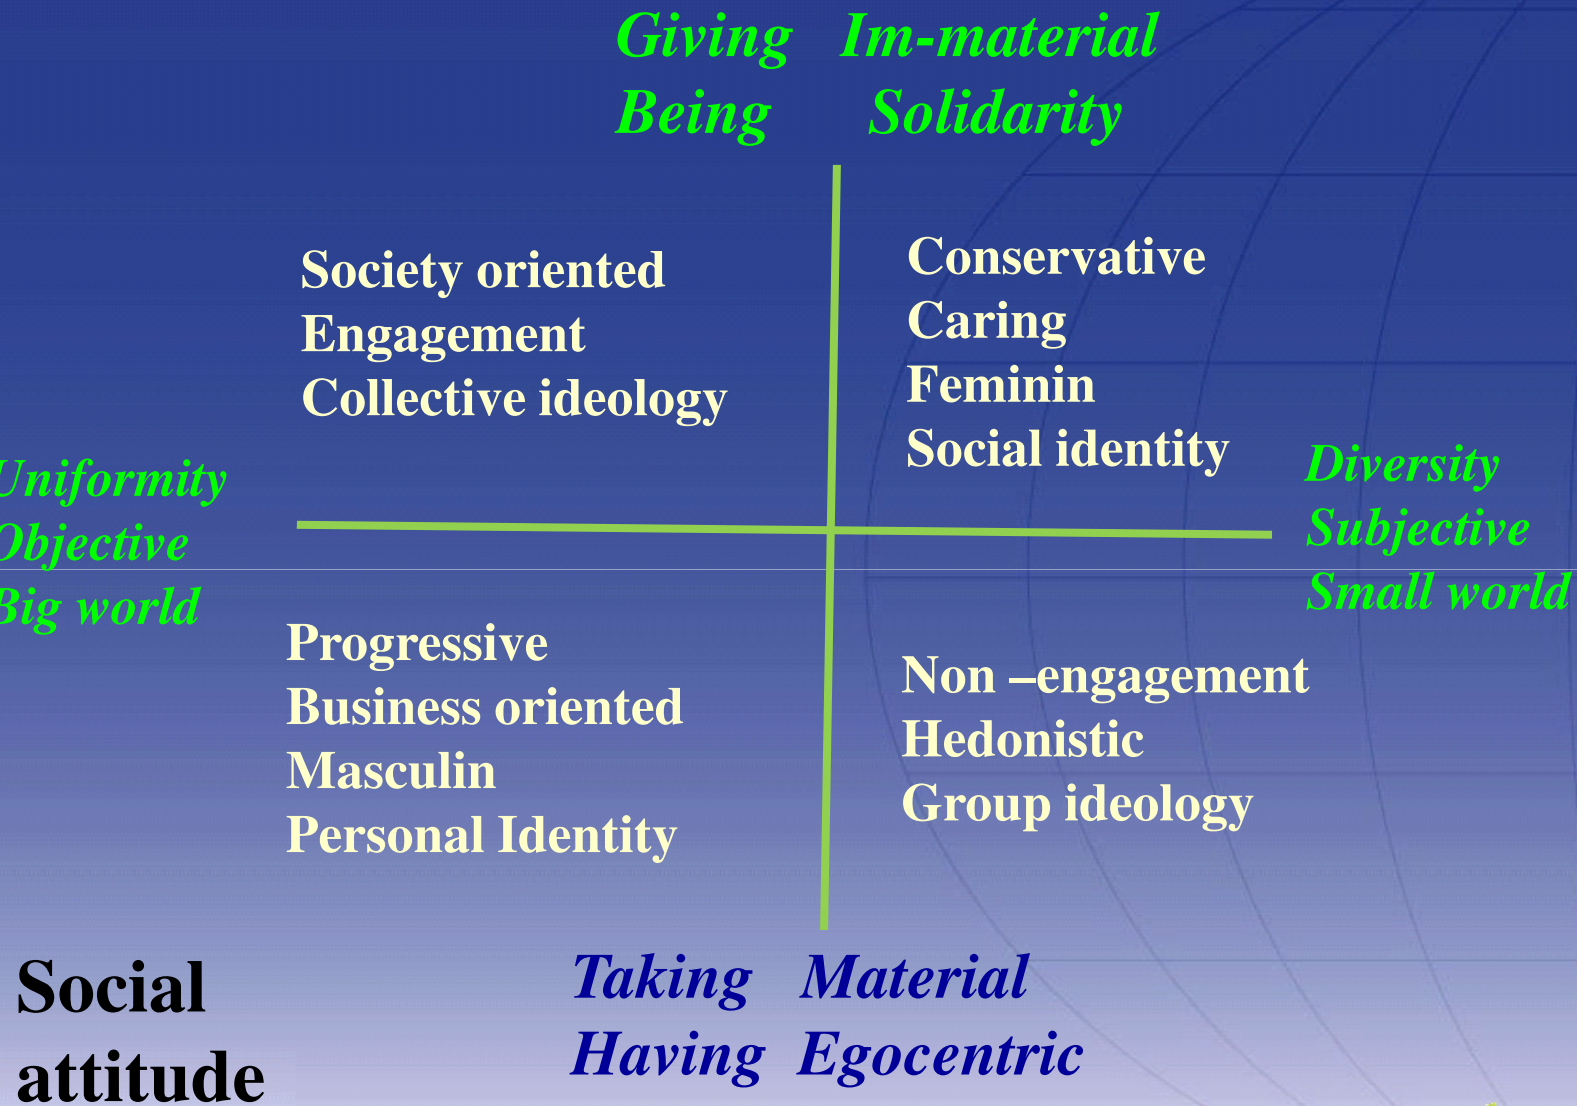 Giving Im-material
Being Solidarity
Society oriented
Engagement
Collective ideology
Conservative
Caring
Feminin
Social identity
Uniformity
Objective
Big world
Diversity
Subjective
Small world
Progressive
Business oriented
Masculin
Personal Identity
Non –engagement
Hedonistic
Group ideology
Social
attitude
Taking Material
Having Egocentric